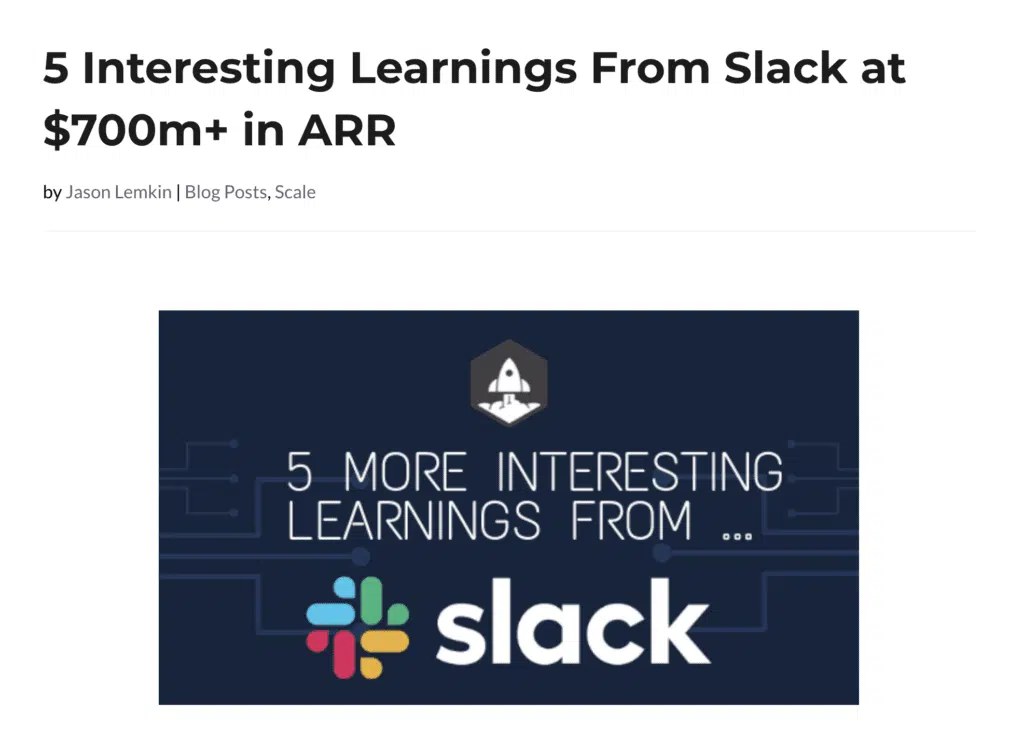 5 Interesting Learnings From Slack at
$700m+ in ARR
by Jason Lemkin | Blog Posts, Scale
5 MORE INTERESTING
LEARNINGS FROM ...
slack